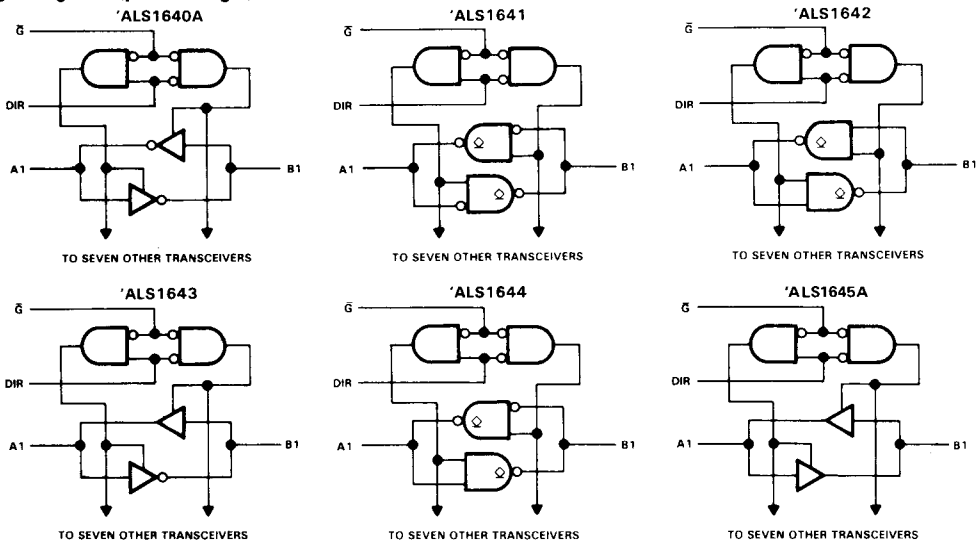 'ALS1640A
G̅
DIR
A1
B1
TO SEVEN OTHER TRANSCEIVERS
'ALS1641
G̅
DIR
A1
B1
TO SEVEN OTHER TRANSCEIVERS
'ALS1642
G̅
DIR
A1
B1
TO SEVEN OTHER TRANSCEIVERS
'ALS1643
G̅
DIR
A1
B1
TO SEVEN OTHER TRANSCEIVERS
'ALS1644
G̅
DIR
A1
B1
TO SEVEN OTHER TRANSCEIVERS
'ALS1645A
G̅
DIR
A1
B1
TO SEVEN OTHER TRANSCEIVERS